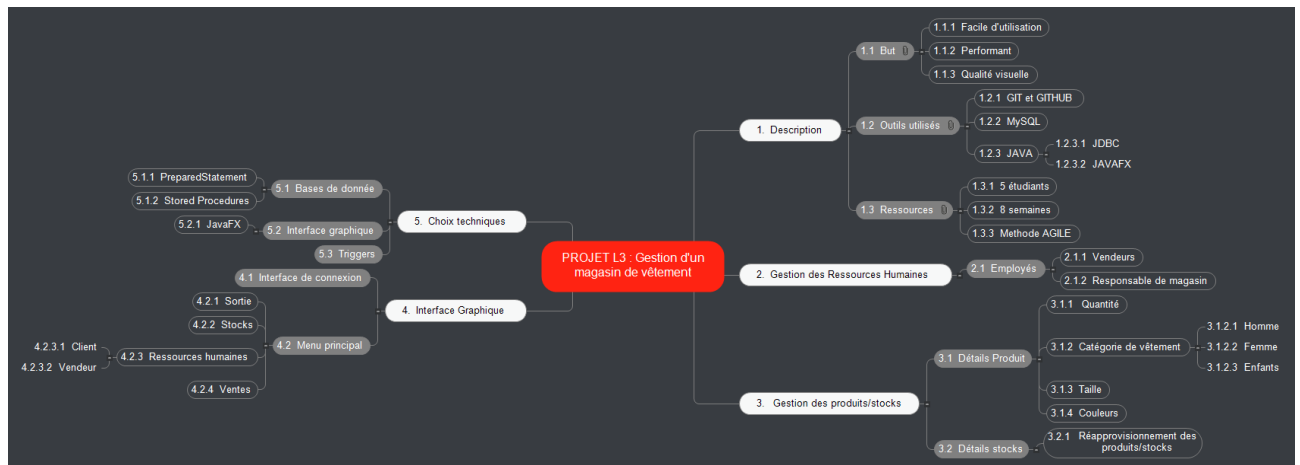 PROJET L3 : Gestion d'un
magasin de vêtement
1. Description
1.1 But
1.1.1 Facile d'utilisation
1.1.2 Performant
1.1.3 Qualité visuelle
1.2 Outils utilisés
1.2.1 GIT et GITHUB
1.2.2 MySQL
1.2.3 JAVA
1.2.3.1 JDBC
1.2.3.2 JAVAFX
1.3 Ressources
1.3.1 5 étudiants
1.3.2 8 semaines
1.3.3 Methode AGILE
2. Gestion des Ressources Humaines
2.1 Employés
2.1.1 Vendeurs
2.1.2 Responsable de magasin
3. Gestion des produits/stocks
3.1 Détails Produit
3.1.1 Quantité
3.1.2 Catégorie de vêtement
3.1.2.1 Homme
3.1.2.2 Femme
3.1.2.3 Enfants
3.1.3 Taille
3.1.4 Couleurs
3.2 Détails stocks
3.2.1 Réapprovisionnement des
produits/stocks
4. Interface Graphique
4.1 Interface de connexion
4.2 Menu principal
4.2.1 Sortie
4.2.2 Stocks
4.2.3 Ressources humaines
4.2.3.1 Client
4.2.3.2 Vendeur
4.2.4 Ventes
5. Choix techniques
5.1 Bases de donnée
5.1.1 PreparedStatement
5.1.2 Stored Procedures
5.2 Interface graphique
5.2.1 JavaFX
5.3 Triggers